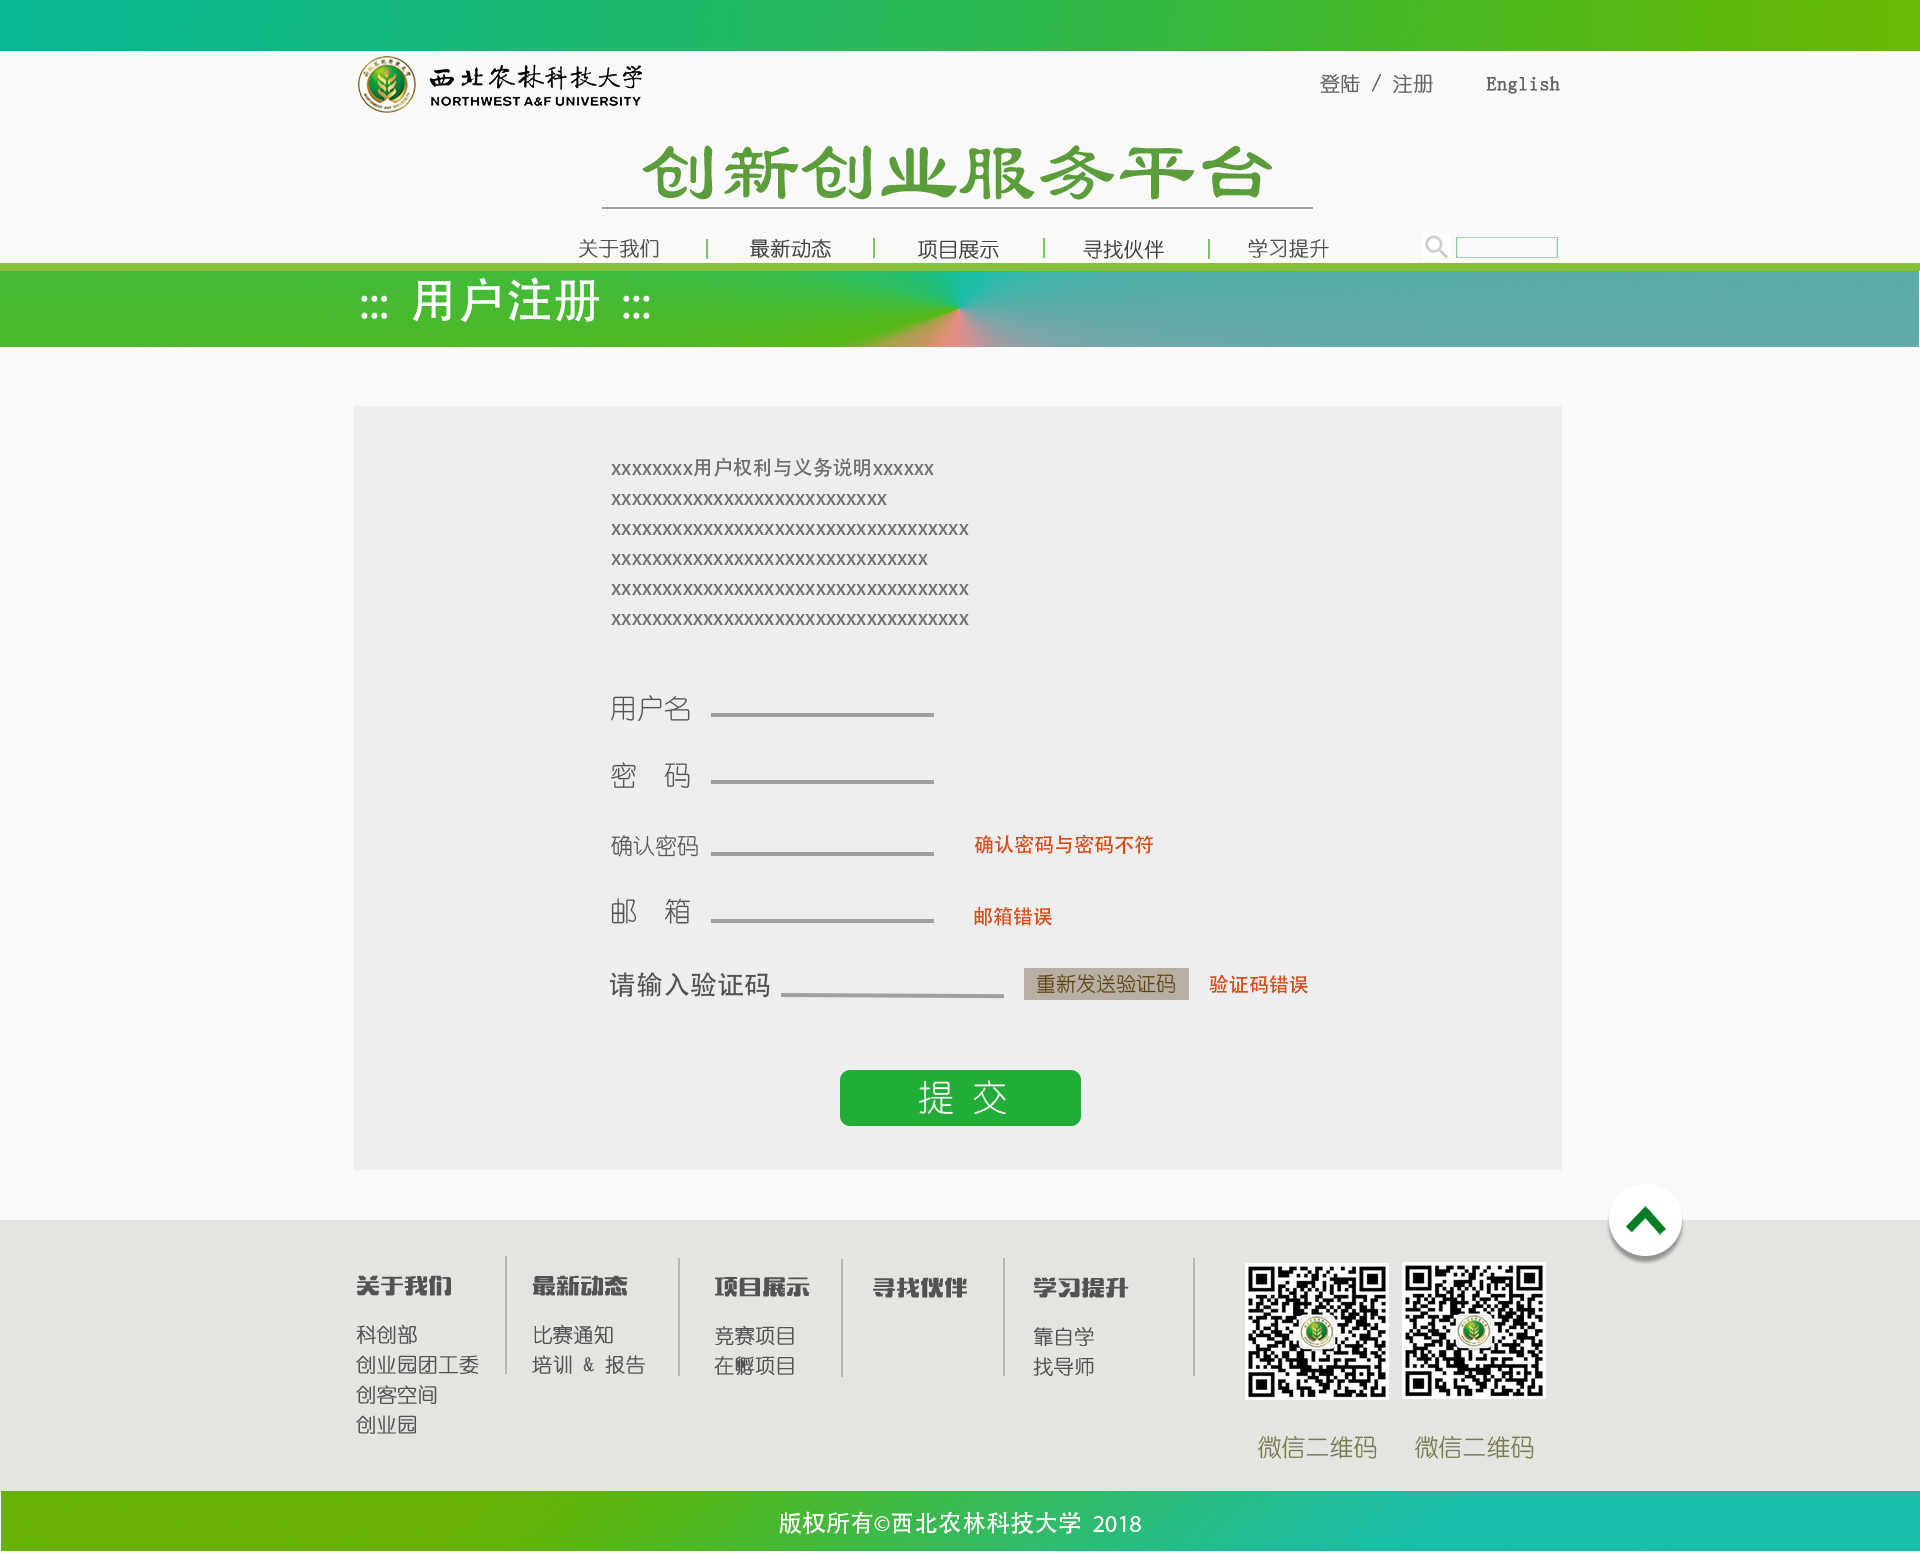 西北农林科技大学
NORTHWEST A&F UNIVERSITY
登陆 / 注册
English
创新创业服务平台
关于我们
最新动态
项目展示
寻找伙伴
学习提升
::: 用户注册 :::
xxxxxxxx用户权利与义务说明xxxxxx
xxxxxxxxxxxxxxxxxxxxxxxxxxx
xxxxxxxxxxxxxxxxxxxxxxxxxxxxxxxxxxx
xxxxxxxxxxxxxxxxxxxxxxxxxxxxxxx
xxxxxxxxxxxxxxxxxxxxxxxxxxxxxxxxxxx
xxxxxxxxxxxxxxxxxxxxxxxxxxxxxxxxxxx
用户名
密 码
确认密码
确认密码与密码不符
邮 箱
邮箱错误
请输入验证码
重新发送验证码
验证码错误
提 交
关于我们
科创部
创业园团工委
创客空间
创业园
最新动态
比赛通知
培训 & 报告
项目展示
竞赛项目
在孵项目
寻找伙伴
学习提升
靠自学
找导师
微信二维码
微信二维码
版权所有©西北农林科技大学 2018